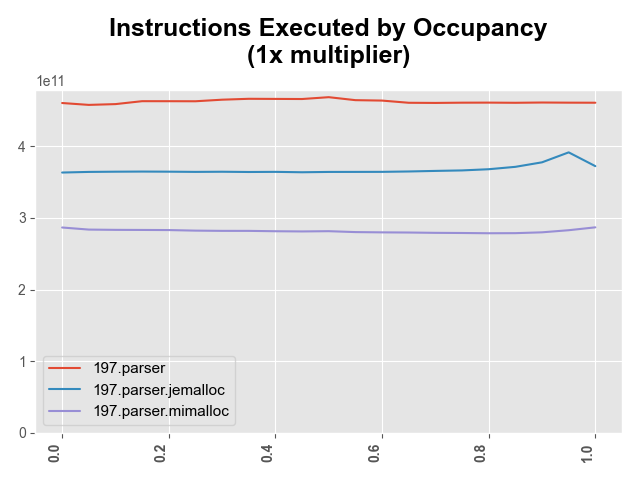 Instructions Executed by Occupancy
(1x multiplier)
1e11
4
3
2
1
0
197.parser
197.parser.jemalloc
197.parser.mimalloc
0.0
0.2
0.4
0.6
0.8
1.0